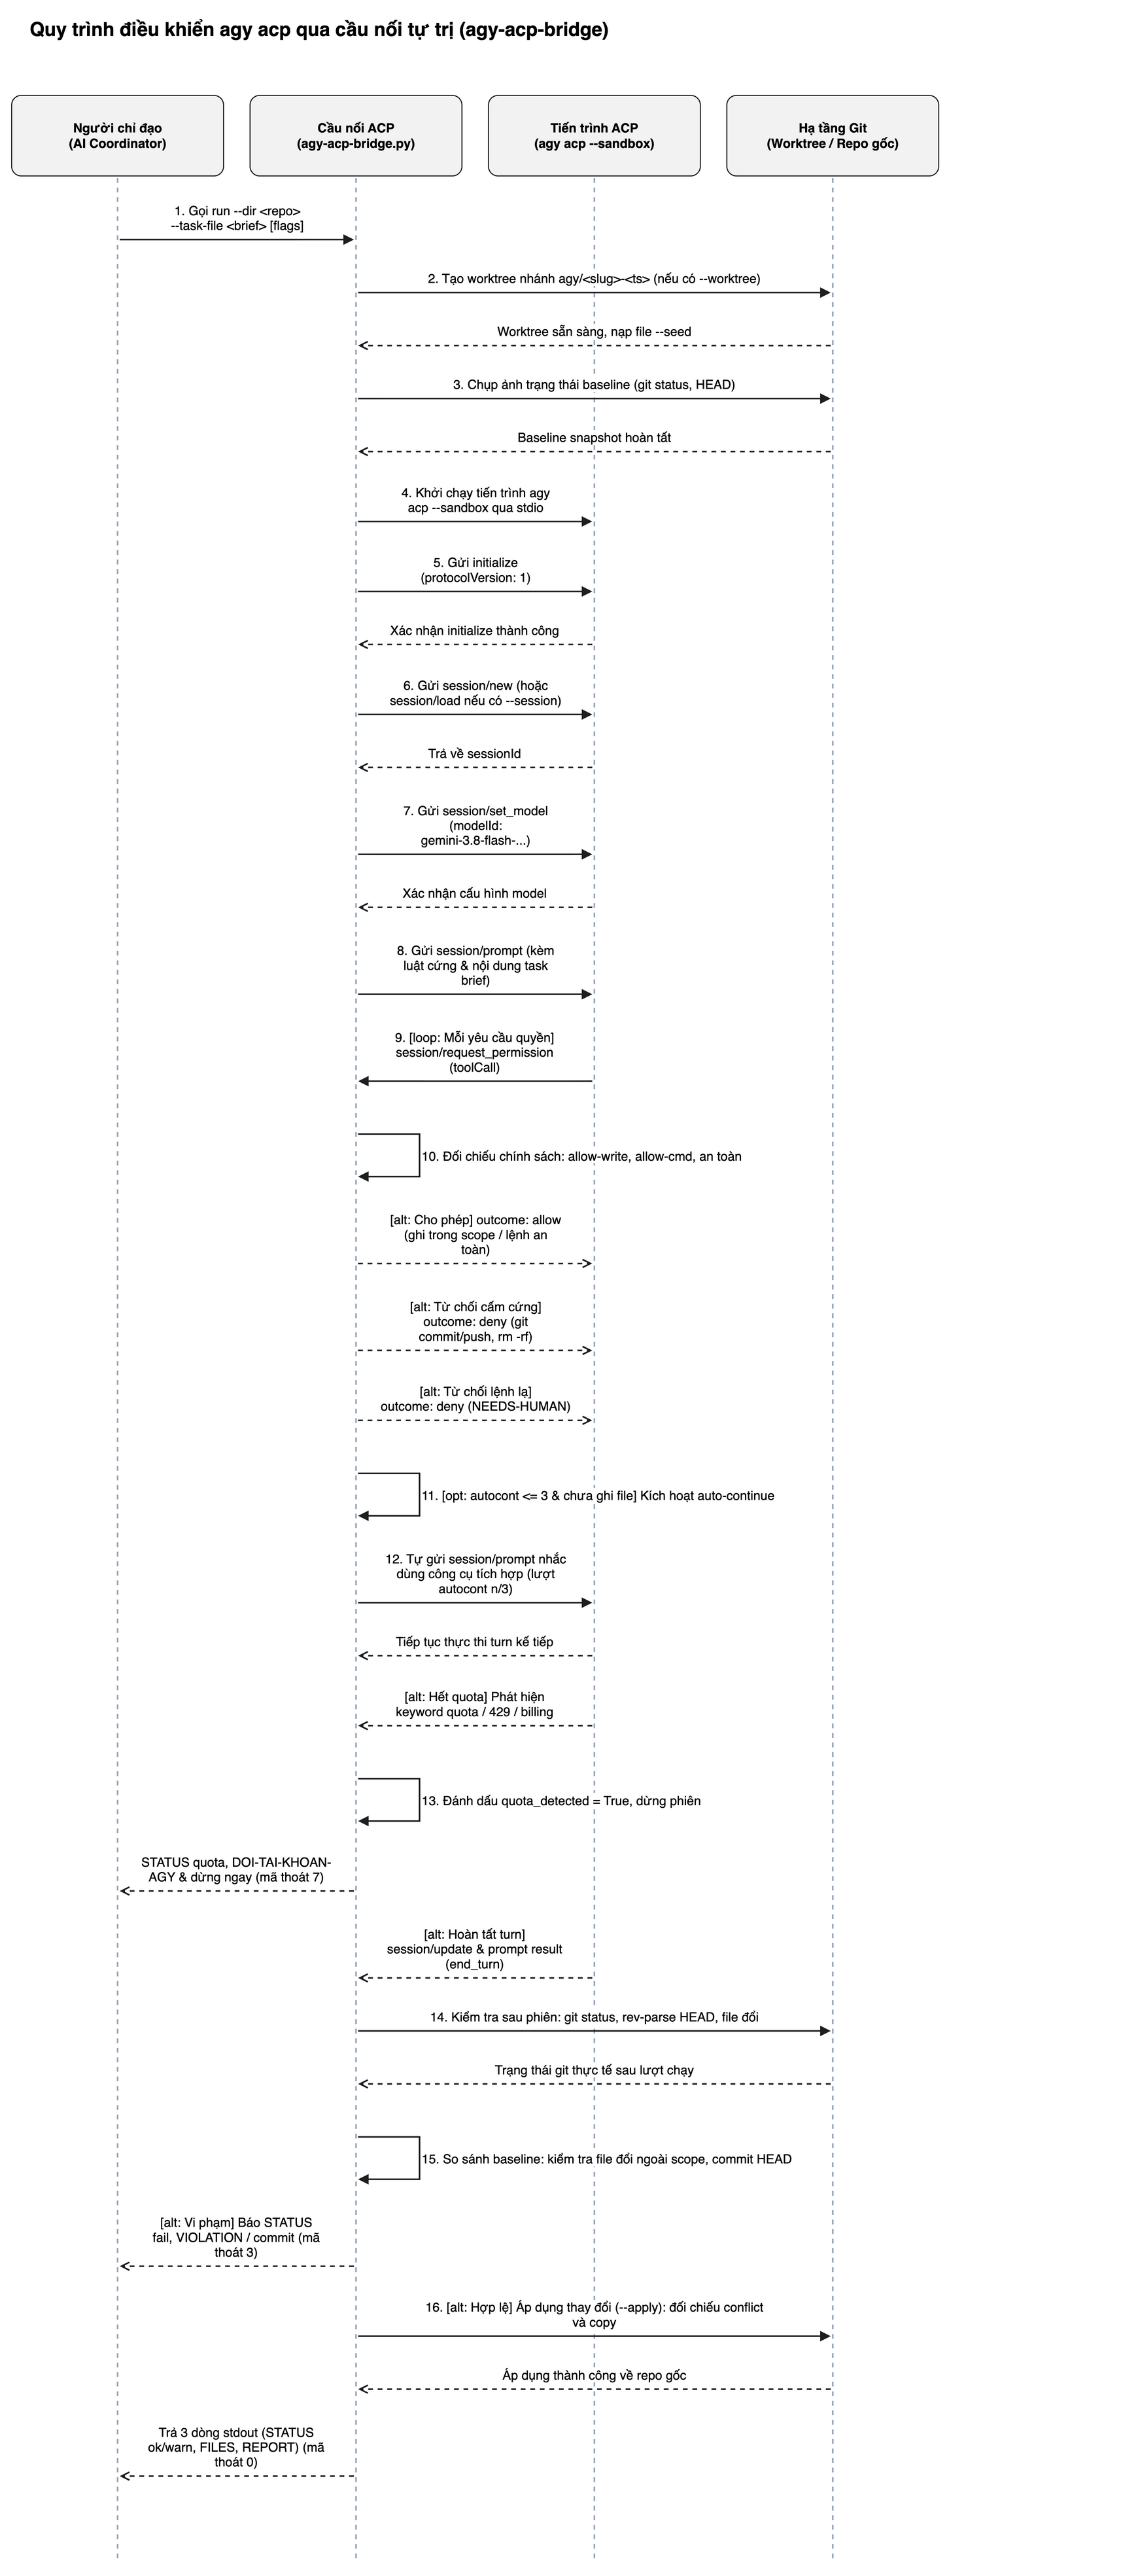 Quy trình điều khiển agy acp qua cầu nối tự trị (agy-acp-bridge)
Người chỉ đạo
(AI Coordinator)
Cầu nối ACP
(agy-acp-bridge.py)
Tiến trình ACP
(agy acp --sandbox)
Hạ tầng Git
(Worktree / Repo gốc)
1. Gọi run --dir <repo>
--task-file <brief> [flags]
2. Tạo worktree nhánh agy/<slug>-<ts> (nếu có --worktree)
Worktree sẵn sàng, nạp file --seed
3. Chụp ảnh trạng thái baseline (git status, HEAD)
Baseline snapshot hoàn tất
4. Khởi chạy tiến trình agy
acp --sandbox qua stdio
5. Gửi initialize
(protocolVersion: 1)
Xác nhận initialize thành công
6. Gửi session/new (hoặc
session/load nếu có --session)
Trả về sessionId
7. Gửi session/set_model
(modelId:
gemini-3.8-flash-...)
Xác nhận cấu hình model
8. Gửi session/prompt (kèm
luật cứng & nội dung task
brief)
9. [loop: Mỗi yêu cầu quyền]
session/request_permission
(toolCall)
10. Đối chiếu chính sách: allow-write, allow-cmd, an toàn
[alt: Cho phép] outcome: allow
(ghi trong scope / lệnh an
toàn)
[alt: Từ chối cấm cứng]
outcome: deny (git
commit/push, rm -rf)
[alt: Từ chối lệnh lạ]
outcome: deny (NEEDS-HUMAN)
11. [opt: autocont <= 3 & chưa ghi file] Kích hoạt auto-continue
12. Tự gửi session/prompt nhắc
dùng công cụ tích hợp (lượt
autocont n/3)
Tiếp tục thực thi turn kế tiếp
[alt: Hết quota] Phát hiện
keyword quota / 429 / billing
13. Đánh dấu quota_detected = True, dừng phiên
STATUS quota, DOI-TAI-KHOAN-
AGY & dừng ngay (mã thoát 7)
[alt: Hoàn tất turn]
session/update & prompt result
(end_turn)
14. Kiểm tra sau phiên: git status, rev-parse HEAD, file đổi
Trạng thái git thực tế sau lượt chạy
15. So sánh baseline: kiểm tra file đổi ngoài scope, commit HEAD
[alt: Vi phạm] Báo STATUS
fail, VIOLATION / commit (mã
thoát 3)
16. [alt: Hợp lệ] Áp dụng thay đổi (--apply): đối chiếu conflict
và copy
Áp dụng thành công về repo gốc
Trả 3 dòng stdout (STATUS
ok/warn, FILES, REPORT) (mã
thoát 0)